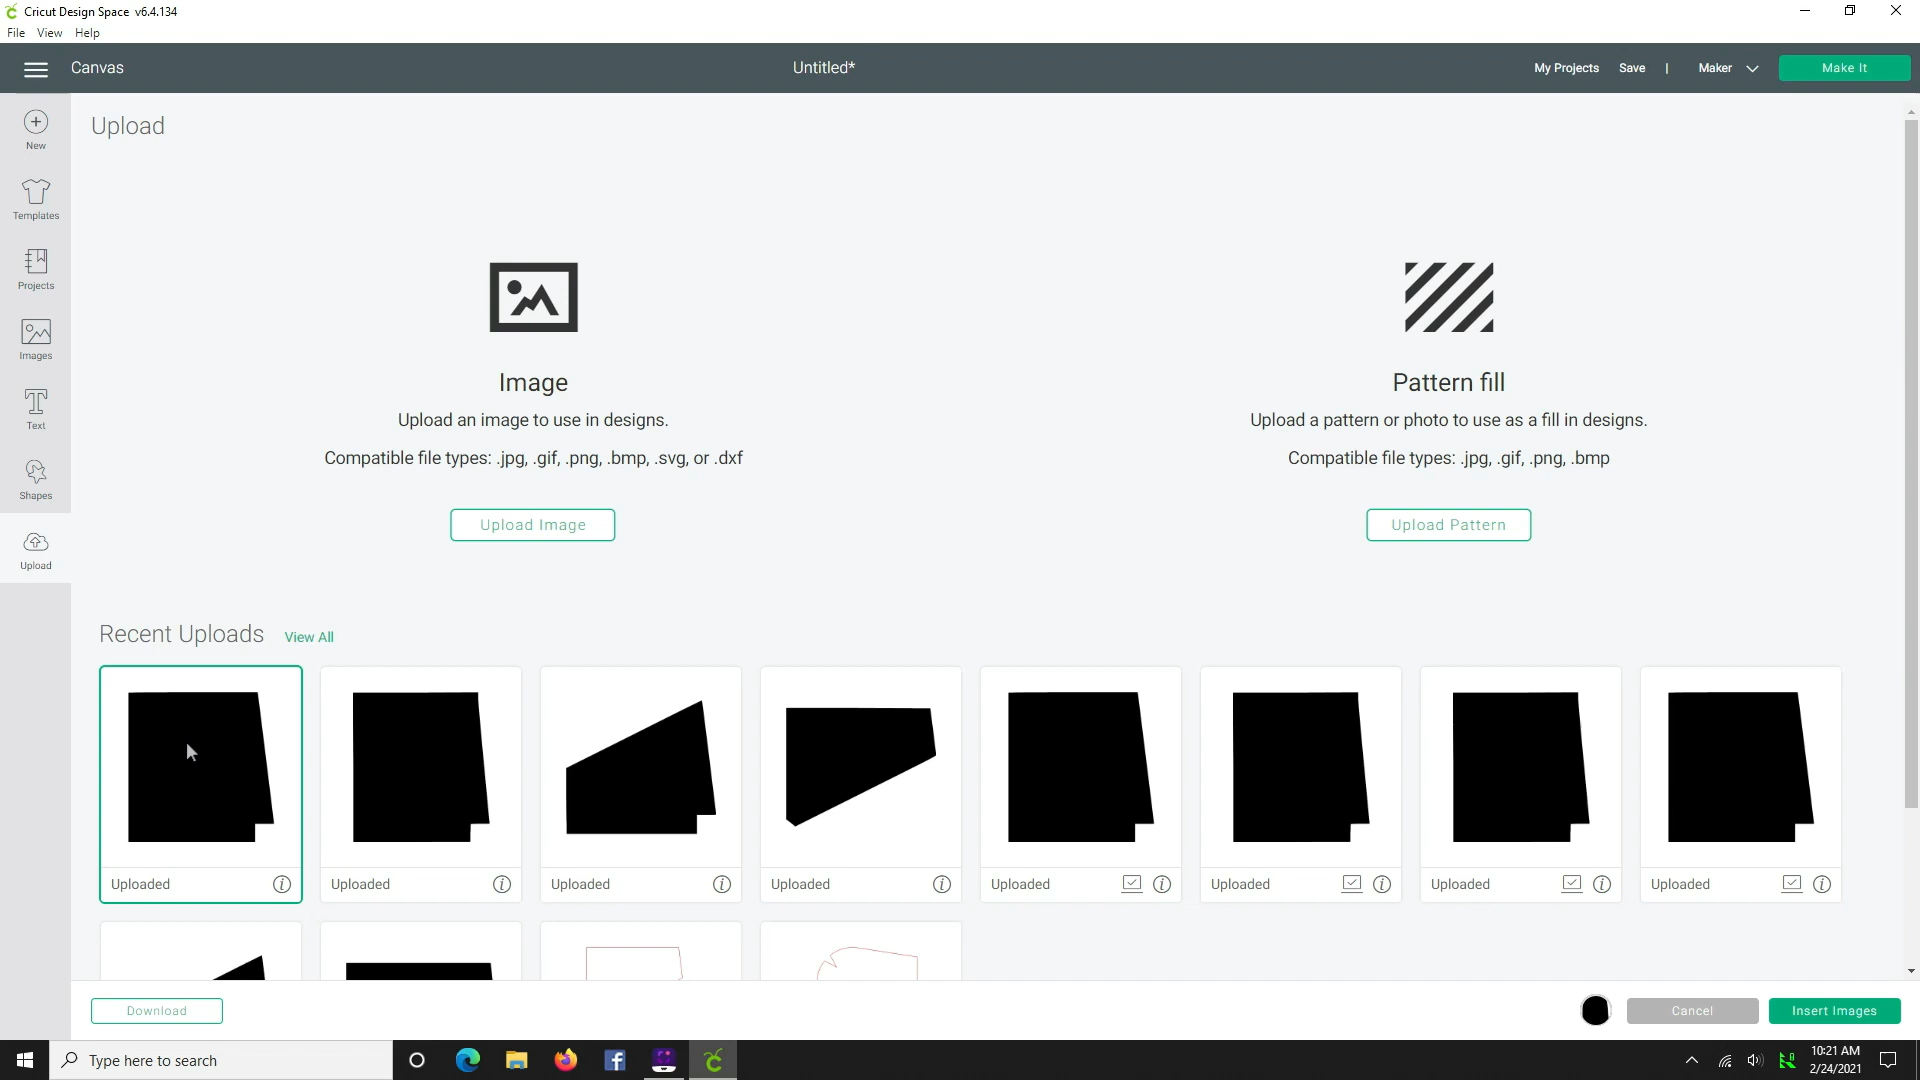 Cricut Design Space v6.4.134
File View Help
Canvas
Untitled*
My Projects Save | Maker
Make It
New
Templates
Projects
Images
Text
Shapes
Upload
Upload
Image
Upload an image to use in designs.
Compatible file types: .jpg, .gif, .png, .bmp, .svg, or .dxf
Upload Image
Pattern fill
Upload a pattern or photo to use as a fill in designs.
Compatible file types: .jpg, .gif, .png, .bmp
Upload Pattern
Recent Uploads View All
Uploaded
Uploaded
Uploaded
Uploaded
Uploaded
Uploaded
Uploaded
Uploaded
Download
Cancel
Insert Images
Type here to search
10:21 AM
2/24/2021